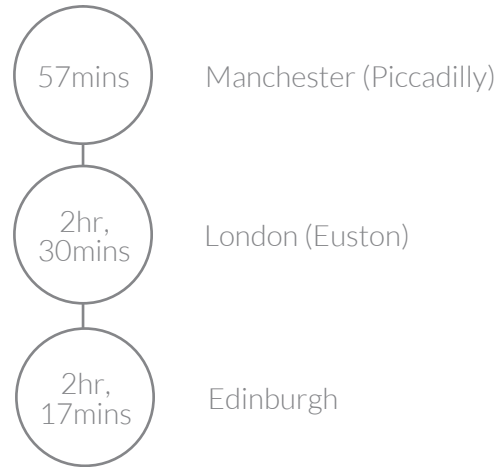 57mins
Manchester (Piccadilly)
2hr,
30mins
London (Euston)
2hr,
17mins
Edinburgh